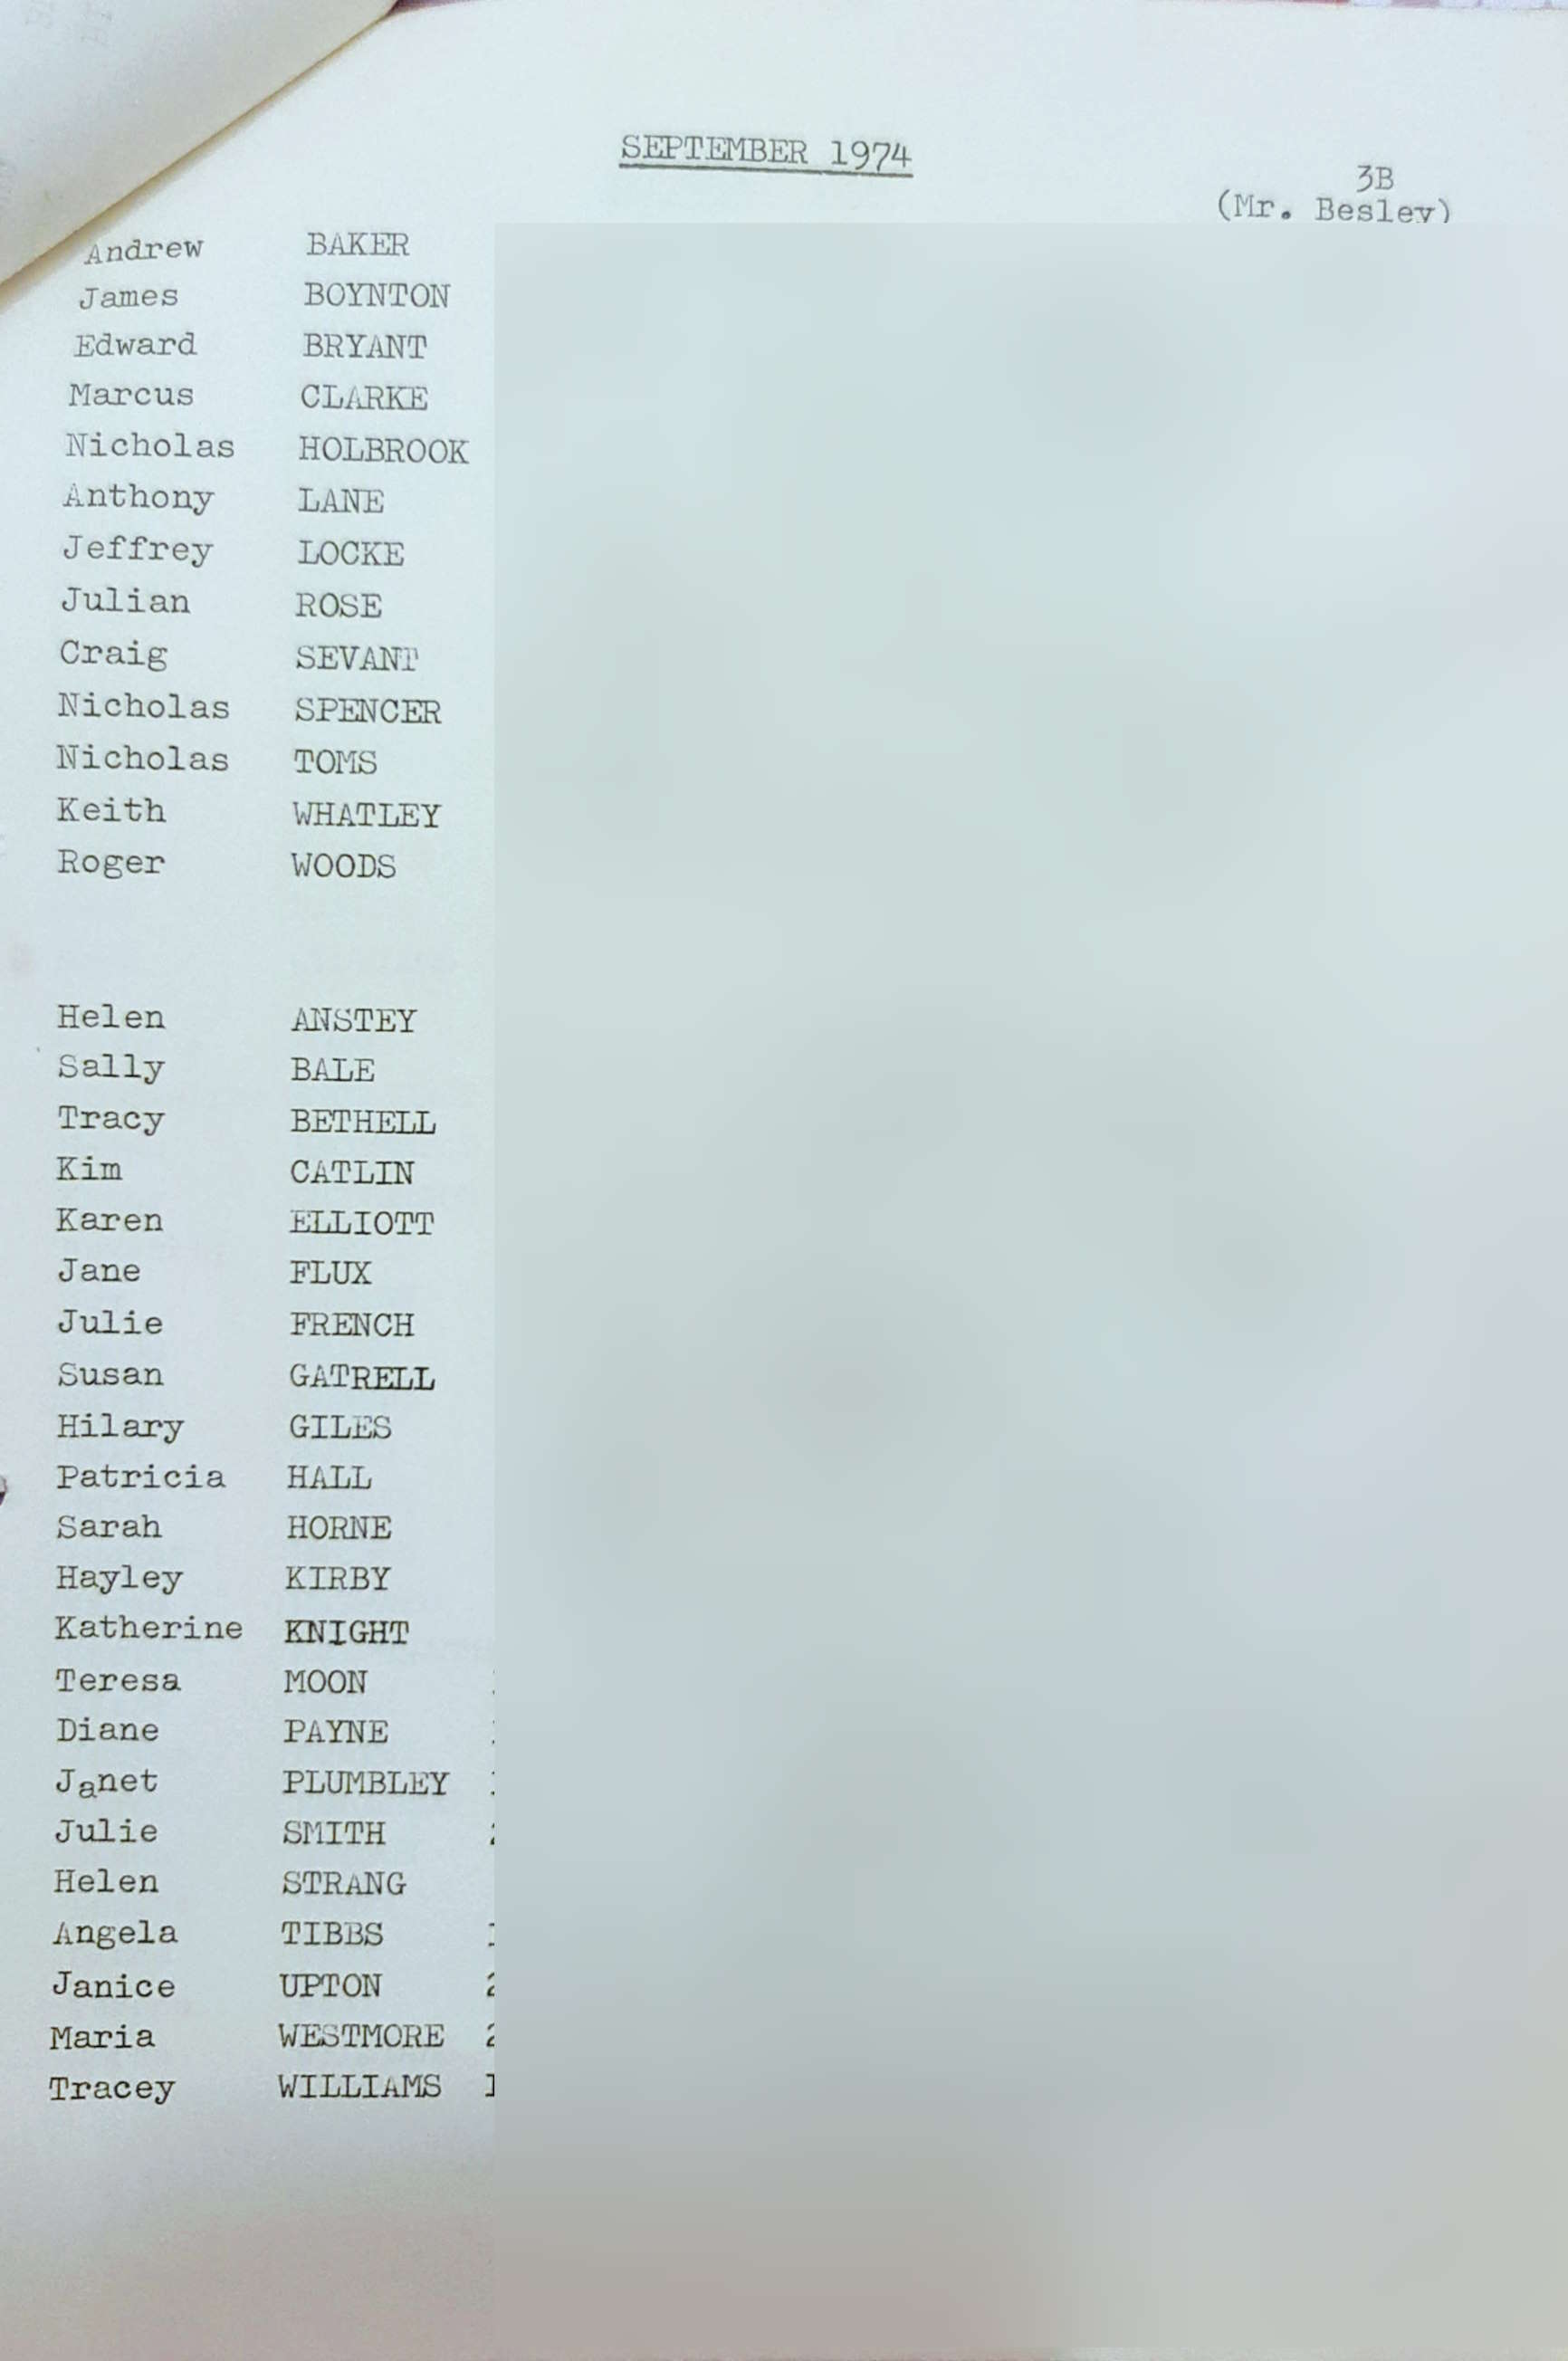 SEPTEMBER 1974
3B
(Mr. Besley)
Andrew BAKER
James BOYNTON
Edward BRYANT
Marcus CLARKE
Nicholas HOLBROOK
Anthony LANE
Jeffrey LOCKE
Julian ROSE
Craig SEVANT
Nicholas SPENCER
Nicholas TOMS
Keith WHATLEY
Roger WOODS
Helen ANSTEY
Sally BALE
Tracy BETHELL
Kim CATLIN
Karen ELLIOTT
Jane FLUX
Julie FRENCH
Susan GATRELL
Hilary GILES
Patricia HALL
Sarah HORNE
Hayley KIRBY
Katherine KNIGHT
Teresa MOON
Diane PAYNE
Janet PLUMBLEY
Julie SMITH
Helen STRANG
Angela TIBBS
Janice UPTON
Maria WESTMORE
Tracey WILLIAMS